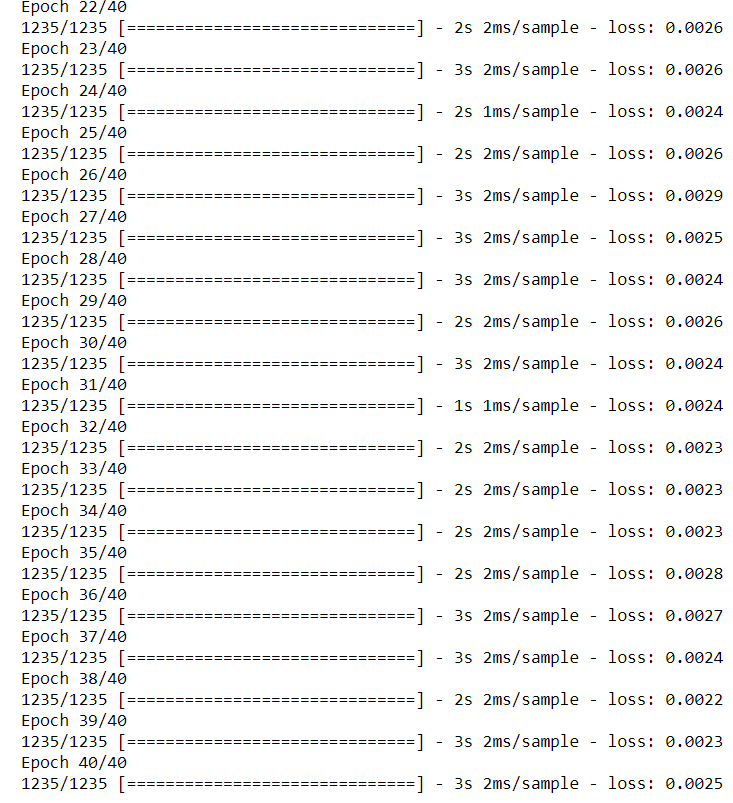 Epoch 22/40
1235/1235 [==============================] - 2s 2ms/sample - loss: 0.0026
Epoch 23/40
1235/1235 [==============================] - 3s 2ms/sample - loss: 0.0026
Epoch 24/40
1235/1235 [==============================] - 2s 1ms/sample - loss: 0.0024
Epoch 25/40
1235/1235 [==============================] - 2s 2ms/sample - loss: 0.0026
Epoch 26/40
1235/1235 [==============================] - 3s 2ms/sample - loss: 0.0029
Epoch 27/40
1235/1235 [==============================] - 3s 2ms/sample - loss: 0.0025
Epoch 28/40
1235/1235 [==============================] - 3s 2ms/sample - loss: 0.0024
Epoch 29/40
1235/1235 [==============================] - 2s 2ms/sample - loss: 0.0026
Epoch 30/40
1235/1235 [==============================] - 3s 2ms/sample - loss: 0.0024
Epoch 31/40
1235/1235 [==============================] - 1s 1ms/sample - loss: 0.0024
Epoch 32/40
1235/1235 [==============================] - 2s 2ms/sample - loss: 0.0023
Epoch 33/40
1235/1235 [==============================] - 2s 2ms/sample - loss: 0.0023
Epoch 34/40
1235/1235 [==============================] - 2s 2ms/sample - loss: 0.0023
Epoch 35/40
1235/1235 [==============================] - 2s 2ms/sample - loss: 0.0028
Epoch 36/40
1235/1235 [==============================] - 3s 2ms/sample - loss: 0.0027
Epoch 37/40
1235/1235 [==============================] - 3s 2ms/sample - loss: 0.0024
Epoch 38/40
1235/1235 [==============================] - 2s 2ms/sample - loss: 0.0022
Epoch 39/40
1235/1235 [==============================] - 3s 2ms/sample - loss: 0.0023
Epoch 40/40
1235/1235 [==============================] - 3s 2ms/sample - loss: 0.0025